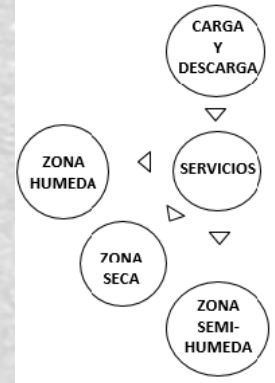 CARGA
Y
DESCARGA
SERVICIOS
ZONA
HUMEDA
ZONA
SECA
ZONA
SEMI-
HUMEDA